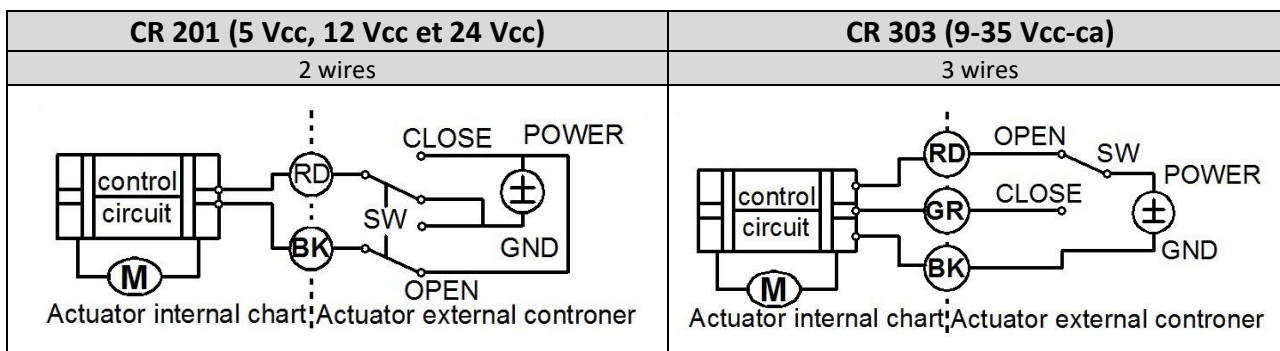 CR 201 (5 Vcc, 12 Vcc et 24 Vcc)
2 wires
CLOSE POWER
RD
control
circuit
SW
±
BK
GND
OPEN
M
Actuator internal chart Actuator external controner
CR 303 (9-35 Vcc-ca)
3 wires
RD OPEN
SW
POWER
control
circuit
GR CLOSE
±
GND
BK
M
Actuator internal chart Actuator external controner